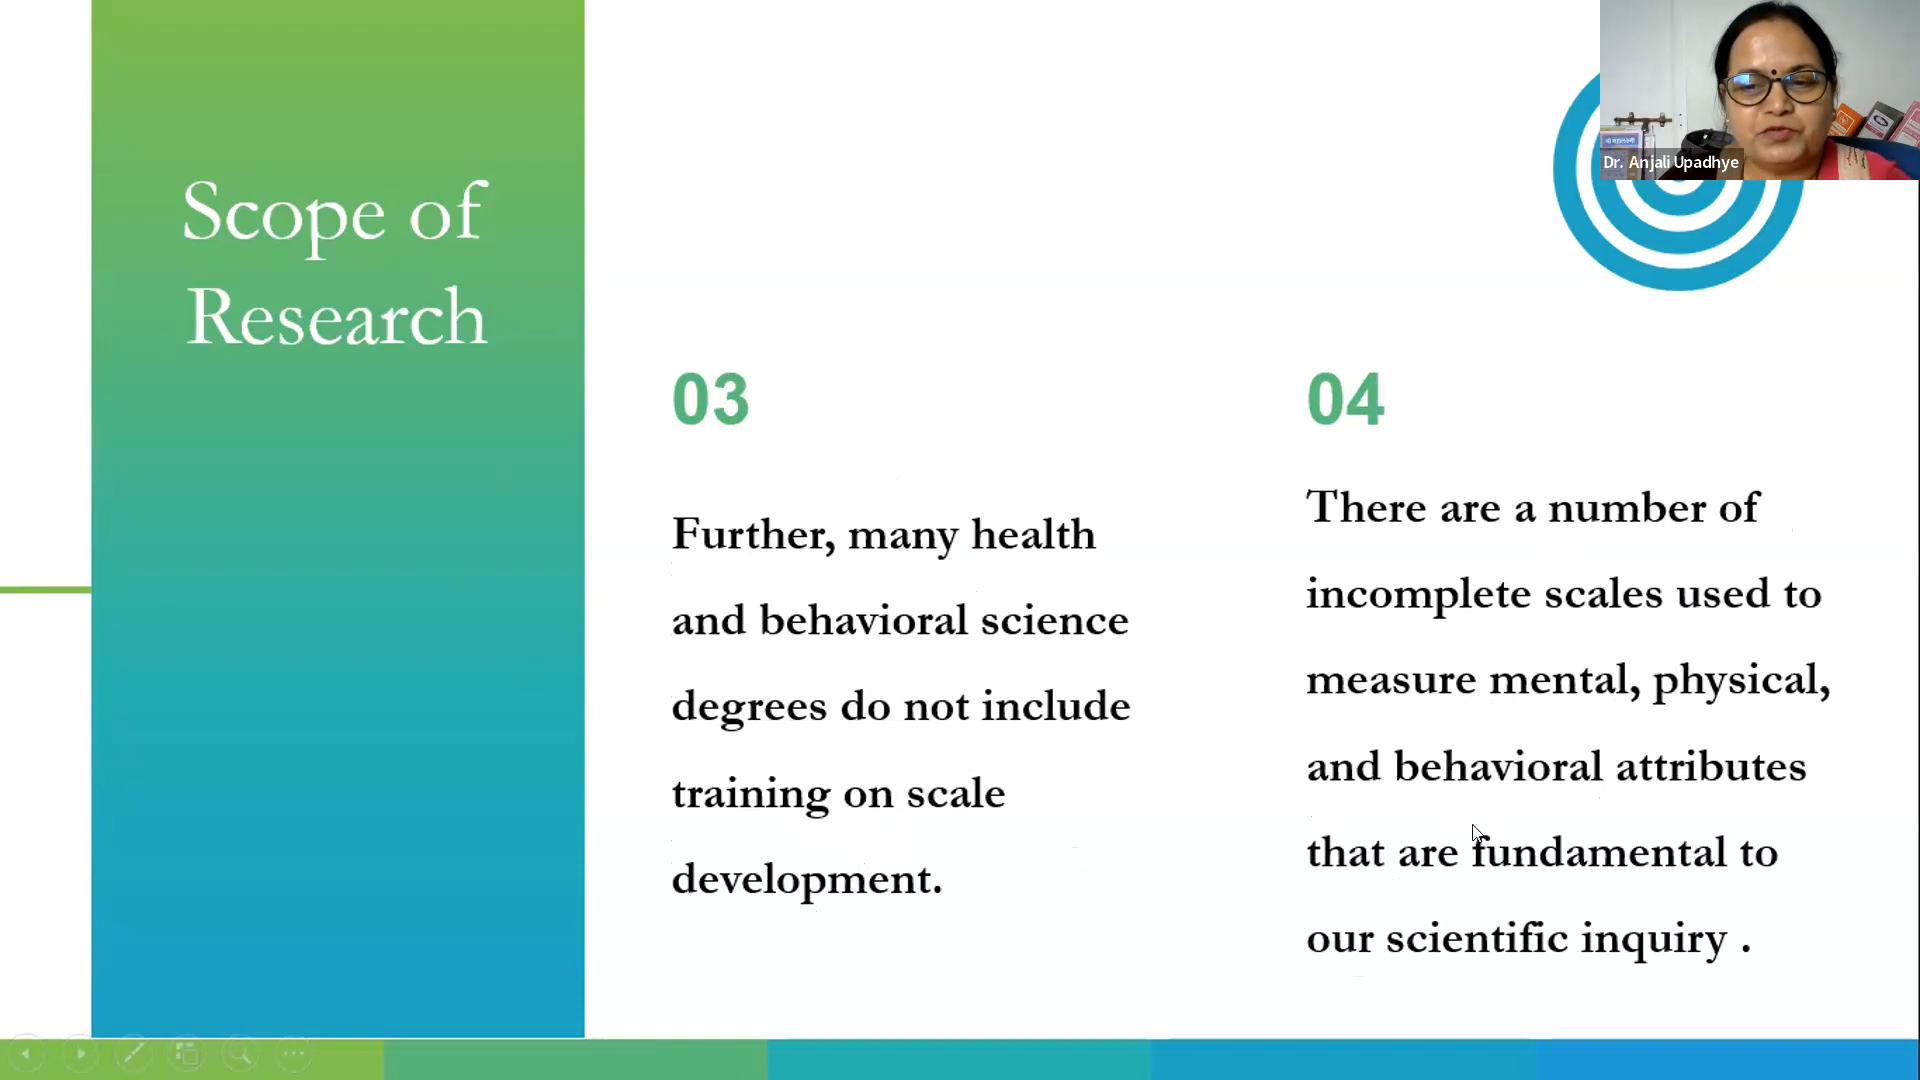 Scope of
Research
03
Further, many health
and behavioral science
degrees do not include
training on scale
development.
04
There are a number of
incomplete scales used to
measure mental, physical,
and behavioral attributes
that are fundamental to
our scientific inquiry .
Dr. Anjali Upadhye